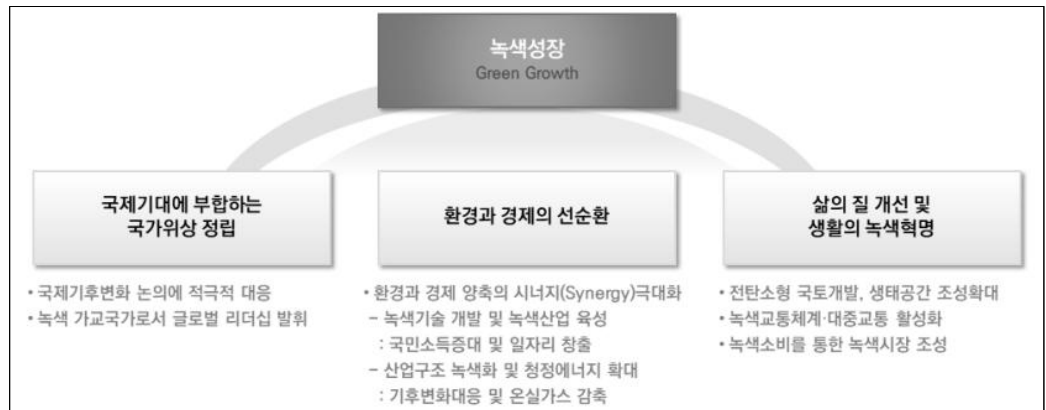 녹색성장
Green Growth
국제기대에 부합하는
국가위상 정립
• 국제기후변화 논의에 적극적 대응
• 녹색 가교국가로서 글로벌 리더십 발휘
환경과 경제의 선순환
• 환경과 경제 양축의 시너지(Synergy)극대화
– 녹색기술 개발 및 녹색산업 육성
: 국민소득증대 및 일자리 창출
– 산업구조 녹색화 및 청정에너지 확대
: 기후변화대응 및 온실가스 감축
삶의 질 개선 및
생활의 녹색혁명
• 전탄소형 국토개발, 생태공간 조성확대
• 녹색교통체계·대중교통 활성화
• 녹색소비를 통한 녹색시장 조성